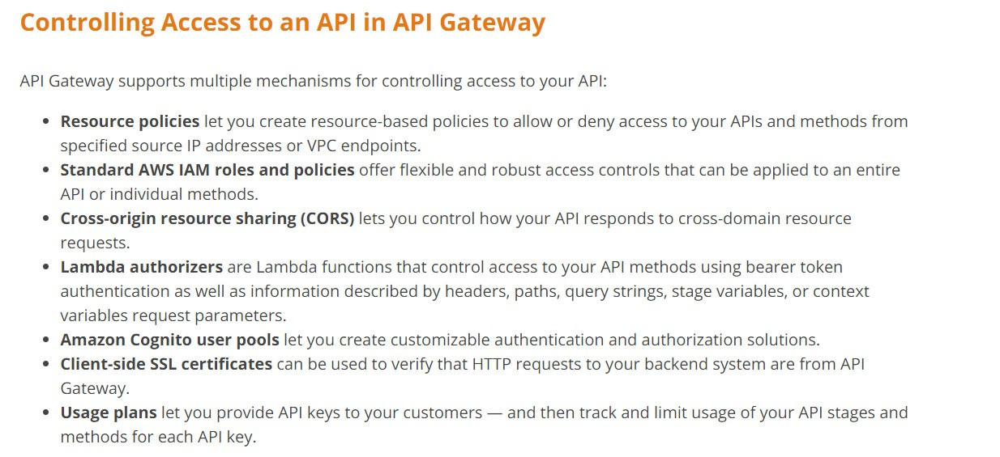 Controlling Access to an API in API Gateway
API Gateway supports multiple mechanisms for controlling access to your API:
• Resource policies let you create resource-based policies to allow or deny access to your APIs and methods from
specified source IP addresses or VPC endpoints.
• Standard AWS IAM roles and policies offer flexible and robust access controls that can be applied to an entire
API or individual methods.
• Cross-origin resource sharing (CORS) lets you control how your API responds to cross-domain resource
requests.
• Lambda authorizers are Lambda functions that control access to your API methods using bearer token
authentication as well as information described by headers, paths, query strings, stage variables, or context
variables request parameters.
• Amazon Cognito user pools let you create customizable authentication and authorization solutions.
• Client-side SSL certificates can be used to verify that HTTP requests to your backend system are from API
Gateway.
• Usage plans let you provide API keys to your customers — and then track and limit usage of your API stages and
methods for each API key.